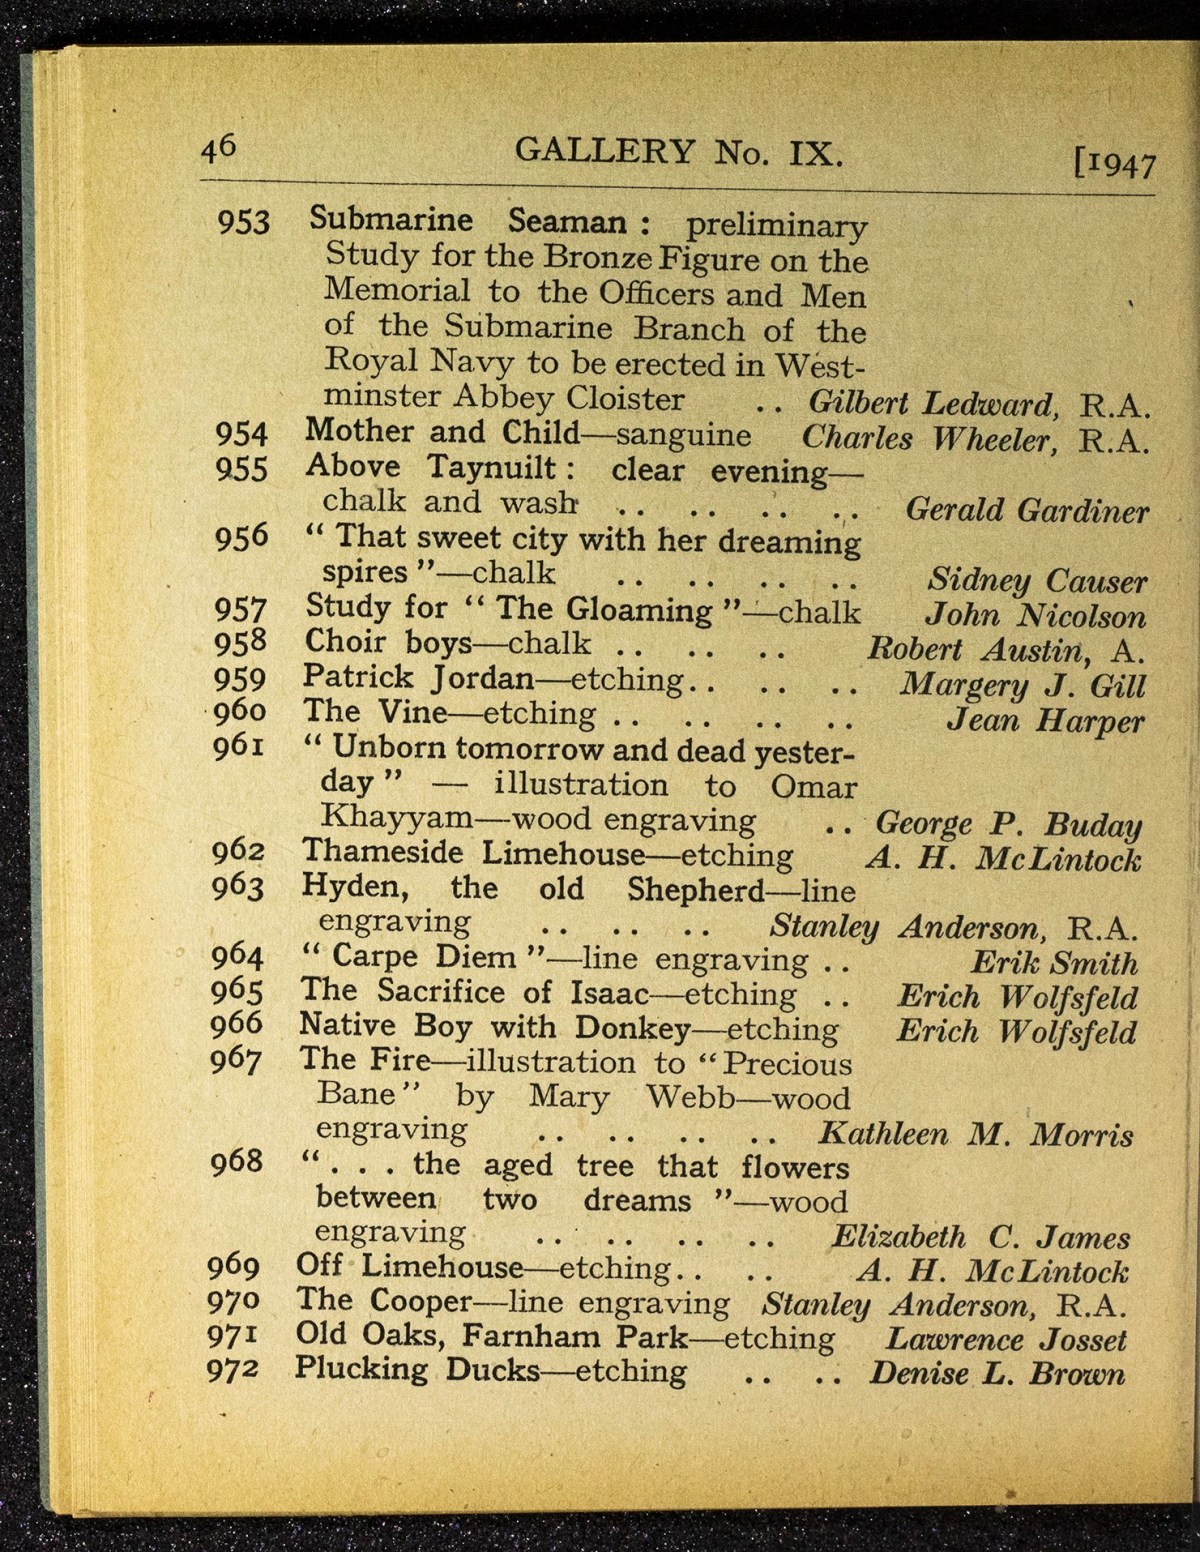 46 GALLERY No. IX. [1947
953 Submarine Seaman : preliminary
Study for the Bronze Figure on the
Memorial to the Officers and Men
of the Submarine Branch of the
Royal Navy to be erected in West-
minster Abbey Cloister .. Gilbert Ledward, R.A.
954 Mother and Child—sanguine Charles Wheeler, R.A.
955 Above Taynuilt : clear evening—
chalk and wash .. .. .. .. Gerald Gardiner
956 “ That sweet city with her dreaming
spires ”—chalk .. .. .. .. Sidney Causer
957 Study for “ The Gloaming ”—chalk John Nicolson
958 Choir boys—chalk .. .. .. Robert Austin, A.
959 Patrick Jordan—etching.. .. .. Margery J. Gill
960 The Vine—etching .. .. .. .. Jean Harper
961 “ Unborn tomorrow and dead yester-
day ” — illustration to Omar
Khayyam—wood engraving .. George P. Buday
962 Thameside Limehouse—etching A. H. McLintock
963 Hyden, the old Shepherd—line
engraving .. .. .. Stanley Anderson, R.A.
964 “ Carpe Diem ”—line engraving .. Erik Smith
965 The Sacrifice of Isaac—etching .. Erich Wolfsfeld
966 Native Boy with Donkey—etching Erich Wolfsfeld
967 The Fire—illustration to “ Precious
Bane ” by Mary Webb—wood
engraving .. .. .. .. Kathleen M. Morris
968 “ . . . the aged tree that flowers
between two dreams ”—wood
engraving .. .. .. .. Elizabeth C. James
969 Off Limehouse—etching.. .. A. H. McLintock
970 The Cooper—line engraving Stanley Anderson, R.A.
971 Old Oaks, Farnham Park—etching Lawrence Josset
972 Plucking Ducks—etching .. .. Denise L. Brown